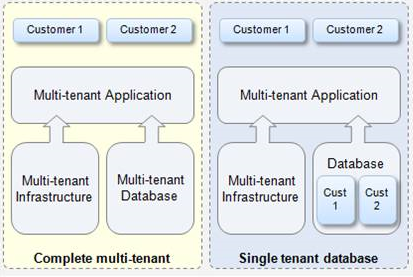 Customer 1
Customer 2
Multi-tenant Application
Multi-tenant
Infrastructure
Multi-tenant
Database
Complete multi-tenant
Customer 1
Customer 2
Multi-tenant Application
Multi-tenant
Infrastructure
Database
Cust
1
Cust
2
Single tenant database